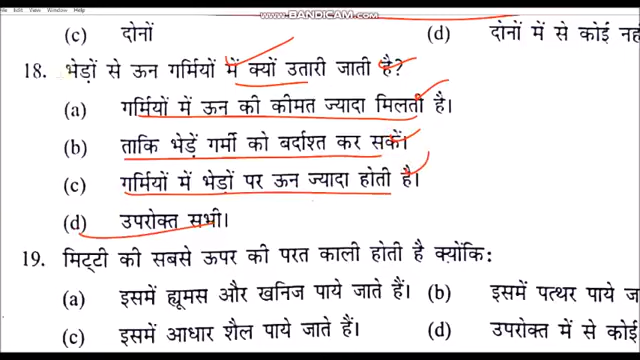 File View Window Help
www.BANDICAM.com
(c) दोनों (d) दोनों में से कोई नह
18. भेड़ों से ऊन गर्मियों में क्यों उतारी जाती है?
(a) गर्मियों में ऊन की कीमत ज्यादा मिलती है।
(b) ताकि भेड़ें गर्मी को बर्दाश्त कर सकें।
(c) गर्मियों में भेड़ों पर ऊन ज्यादा होती है।
(d) उपरोक्त सभी।
19. मिट्टी की सबसे ऊपर की परत काली होती है क्योंकि:
(a) इसमें ह्यूमस और खनिज पाये जाते हैं। (b) इसमें पत्थर पाये ज
(c) इसमें आधार शैल पाये जाते हैं। (d) उपरोक्त में से कोई